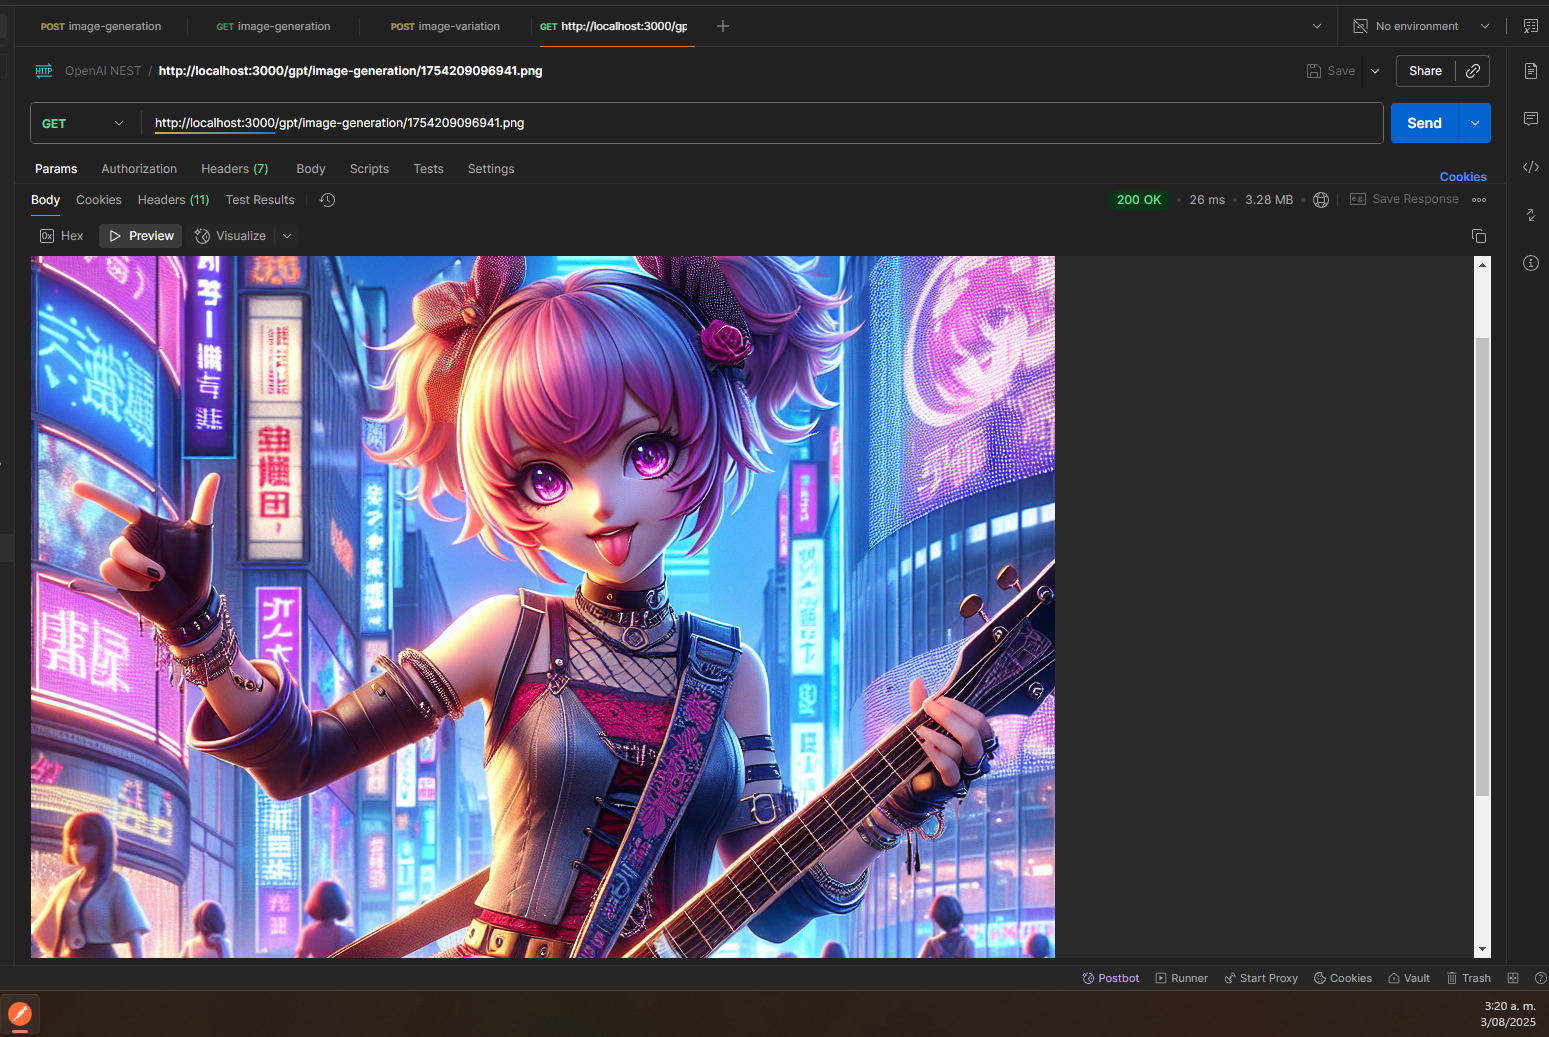 POST image-generation
GET image-generation
POST image-variation
GET http://localhost:3000/gp
No environment
HTTP
OpenAI NEST / http://localhost:3000/gpt/image-generation/1754209096941.png
Save
Share
GET
http://localhost:3000/gpt/image-generation/1754209096941.png
Send
Params
Authorization
Headers (7)
Body
Scripts
Tests
Settings
Cookies
Body
Cookies
Headers (11)
Test Results
200 OK
26 ms
3.28 MB
e.g.
Save Response
0x Hex
Preview
Visualize
Postbot
Runner
Start Proxy
Cookies
Vault
Trash
3:20 a. m.
3/08/2025